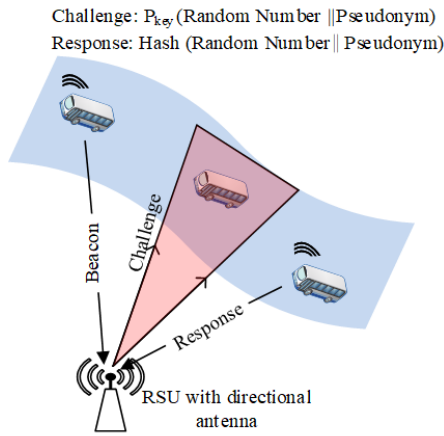 Challenge: Pkey (Random Number ||Pseudonym)
Response: Hash (Random Number|| Pseudonym)
Beacon
Challenge
Response
RSU with directional
antenna